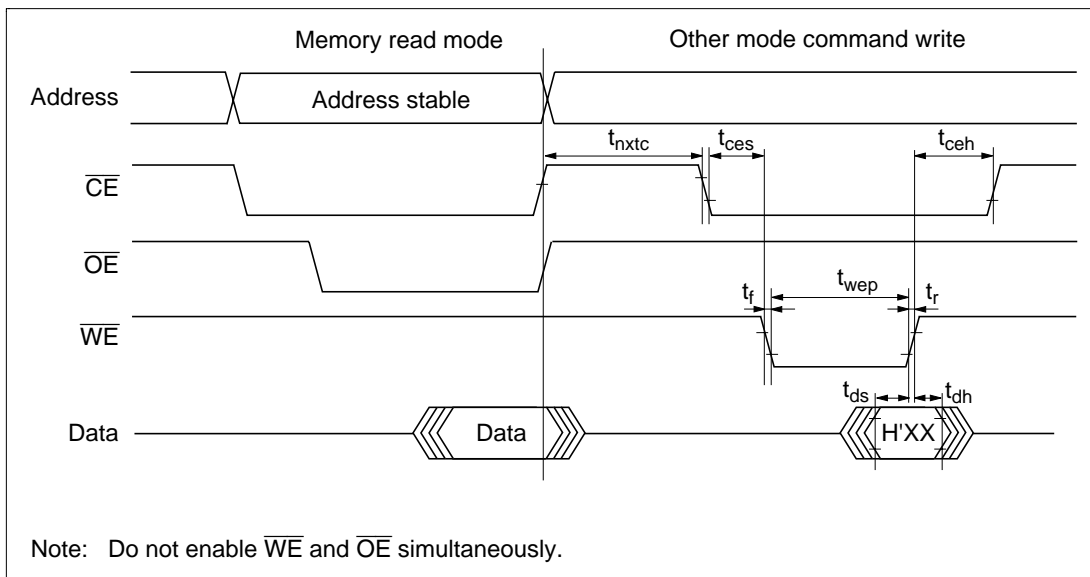 Memory read mode Other mode command write
Address Address stable
tnxtc tces tceh
CE
OE
tf twep tr
WE
tds tdh
Data Data H'XX
Note: Do not enable WE and OE simultaneously.